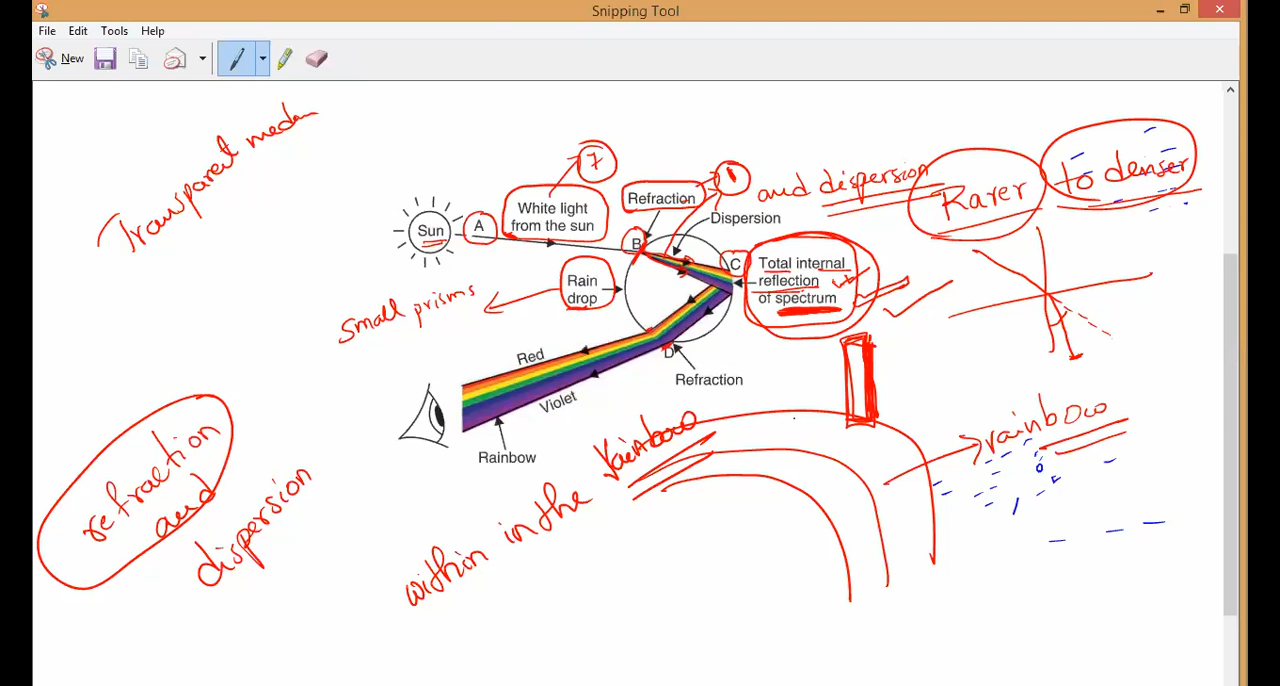 Snipping Tool
File Edit Tools Help
New
Transparent medm
7
1
and dispersion
Rarer
to denser
White light
from the sun
Refraction
Dispersion
Sun
A
B
C
Total internal
reflection
of spectrum
Rain
drop
small prisms
Red
D
Refraction
Violet
Rainbow
refraction
and
dispersion
within in the
rainbow
rainbow